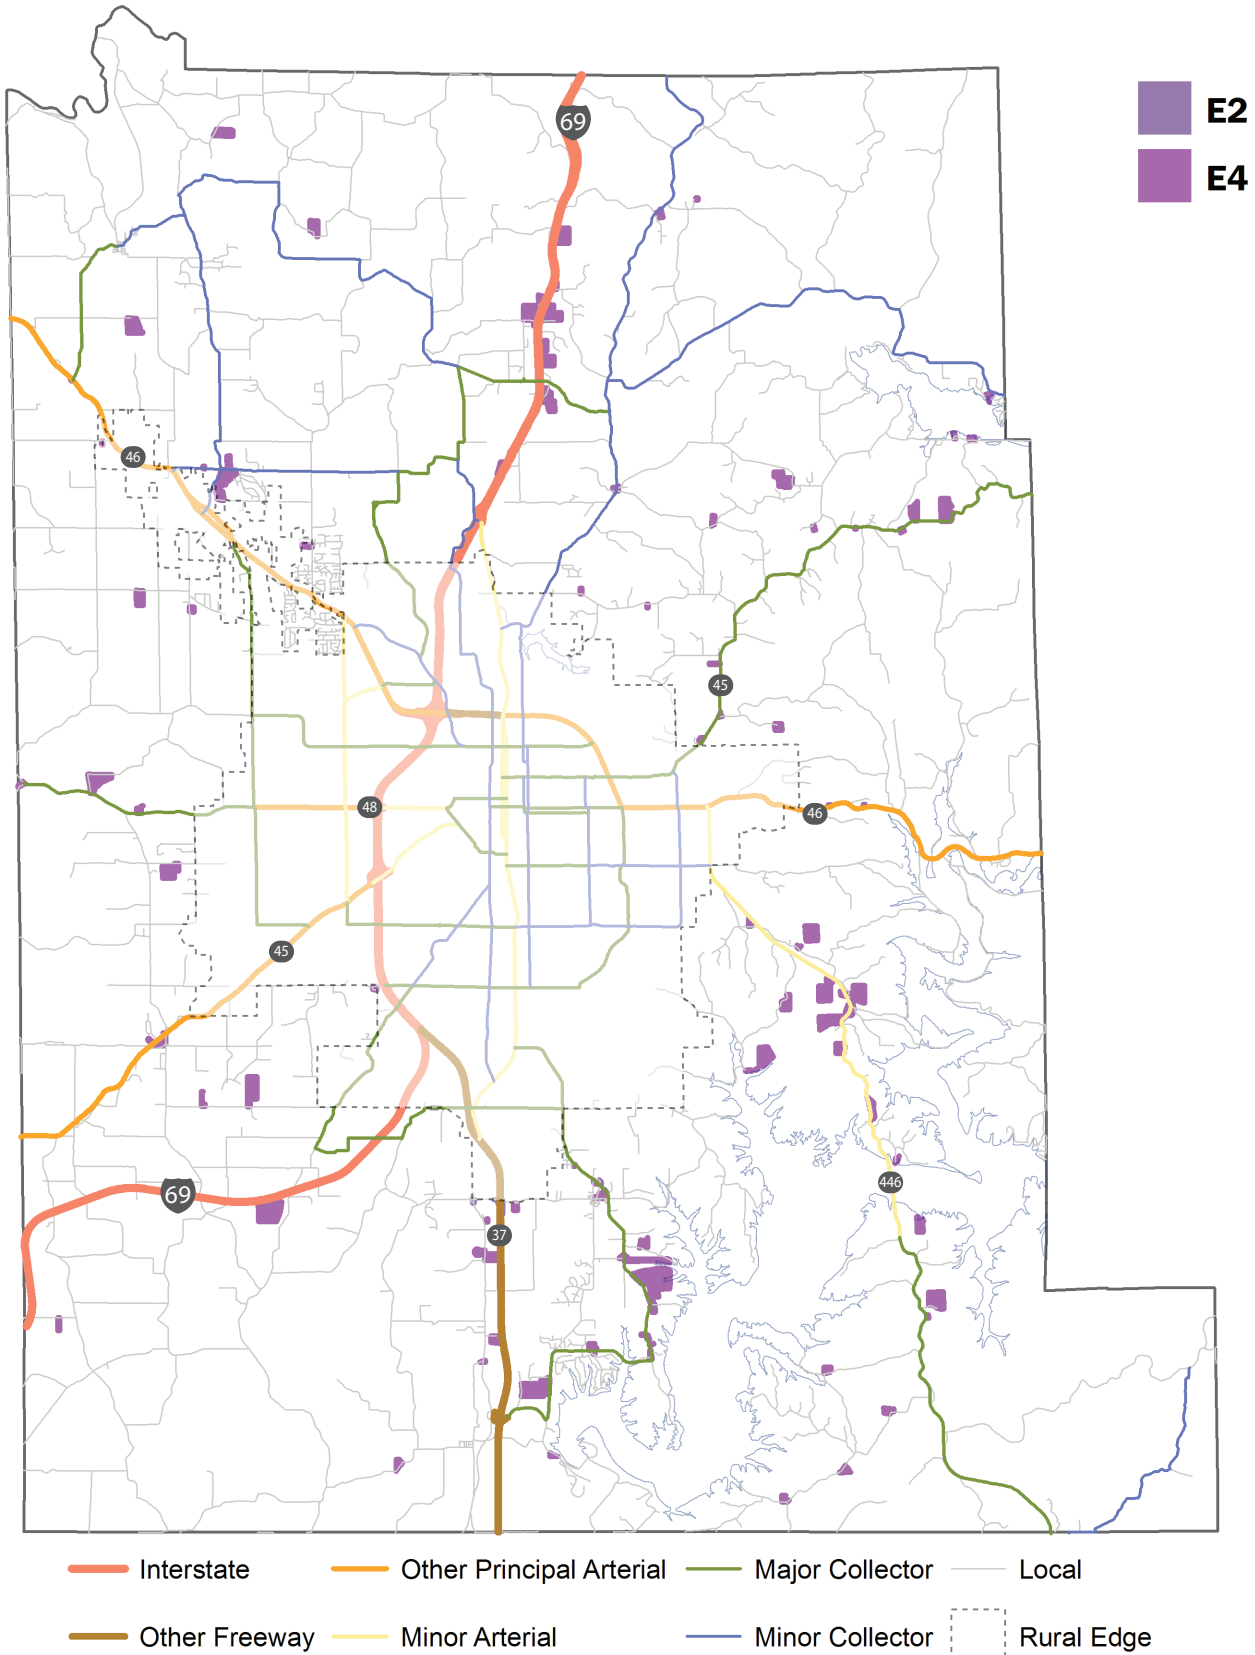 69
E2
E4
46
45
48
46
45
446
69
37
Interstate
Other Principal Arterial
Major Collector
Local
Other Freeway
Minor Arterial
Minor Collector
Rural Edge